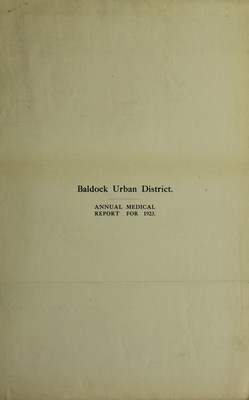 Baldock Urban District.
ANNUAL MEDICAL
REPORT FOR 1923.